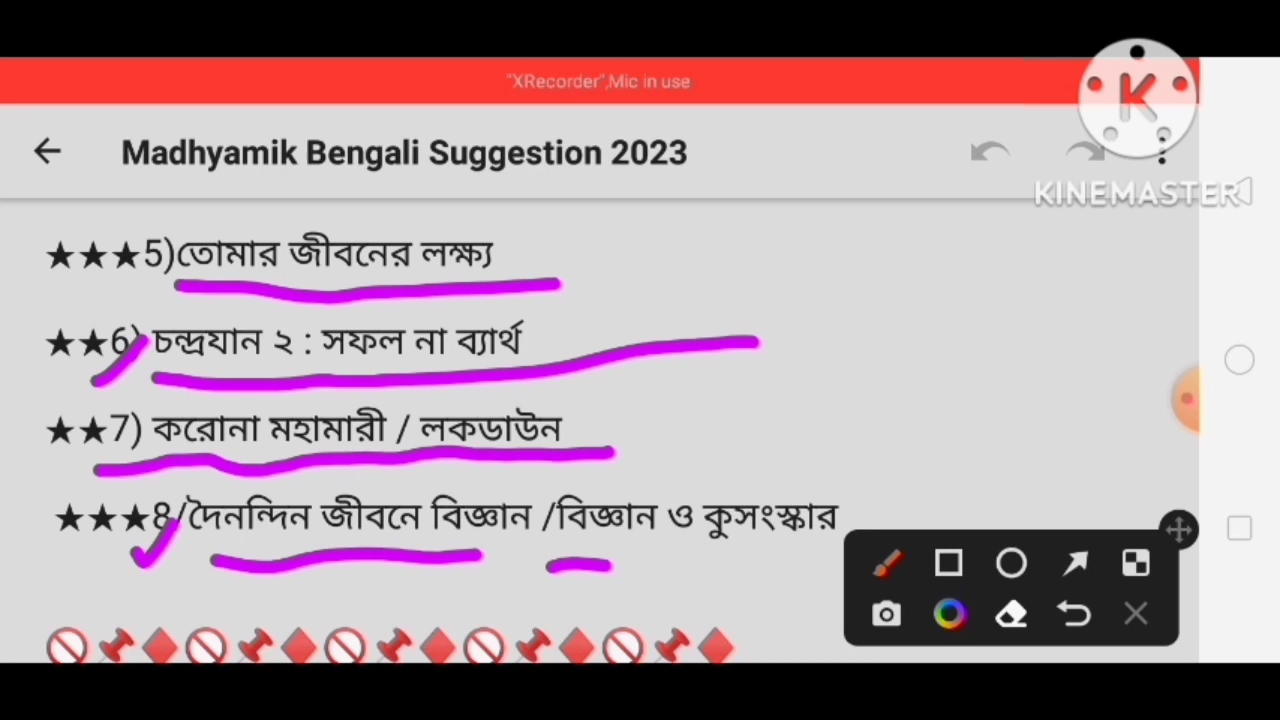 "XRecorder",Mic in use
Madhyamik Bengali Suggestion 2023
KINEMASTER
★★★5)তোমার জীবনের লক্ষ্য
★★6) চন্দ্রযান ২ : সফল না ব্যার্থ
★★7) করোনা মহামারী / লকডাউন
★★★8/দৈনন্দিন জীবনে বিজ্ঞান /বিজ্ঞান ও কুসংস্কার